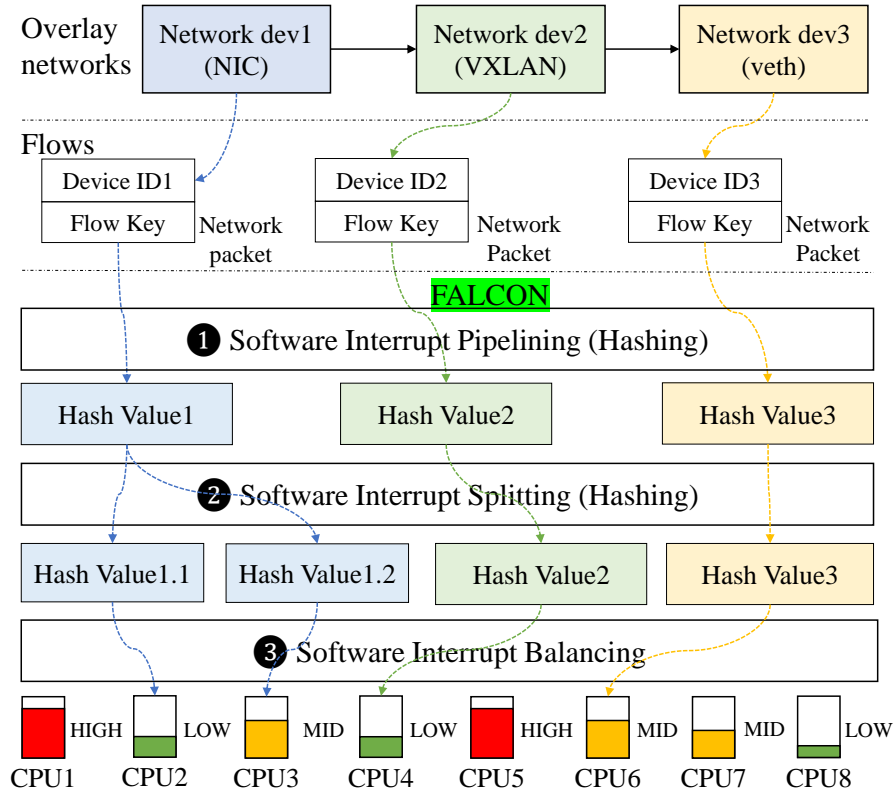 Overlay
networks
Network dev1
(NIC)
Network dev2
(VXLAN)
Network dev3
(veth)
Flows
Device ID1
Flow Key
Network
packet
Device ID2
Flow Key
Network
Packet
Device ID3
Flow Key
Network
Packet
FALCON
1 Software Interrupt Pipelining (Hashing)
Hash Value1
Hash Value2
Hash Value3
2 Software Interrupt Splitting (Hashing)
Hash Value1.1
Hash Value1.2
Hash Value2
Hash Value3
3 Software Interrupt Balancing
HIGH
LOW
MID
LOW
HIGH
MID
MID
LOW
CPU1
CPU2
CPU3
CPU4
CPU5
CPU6
CPU7
CPU8